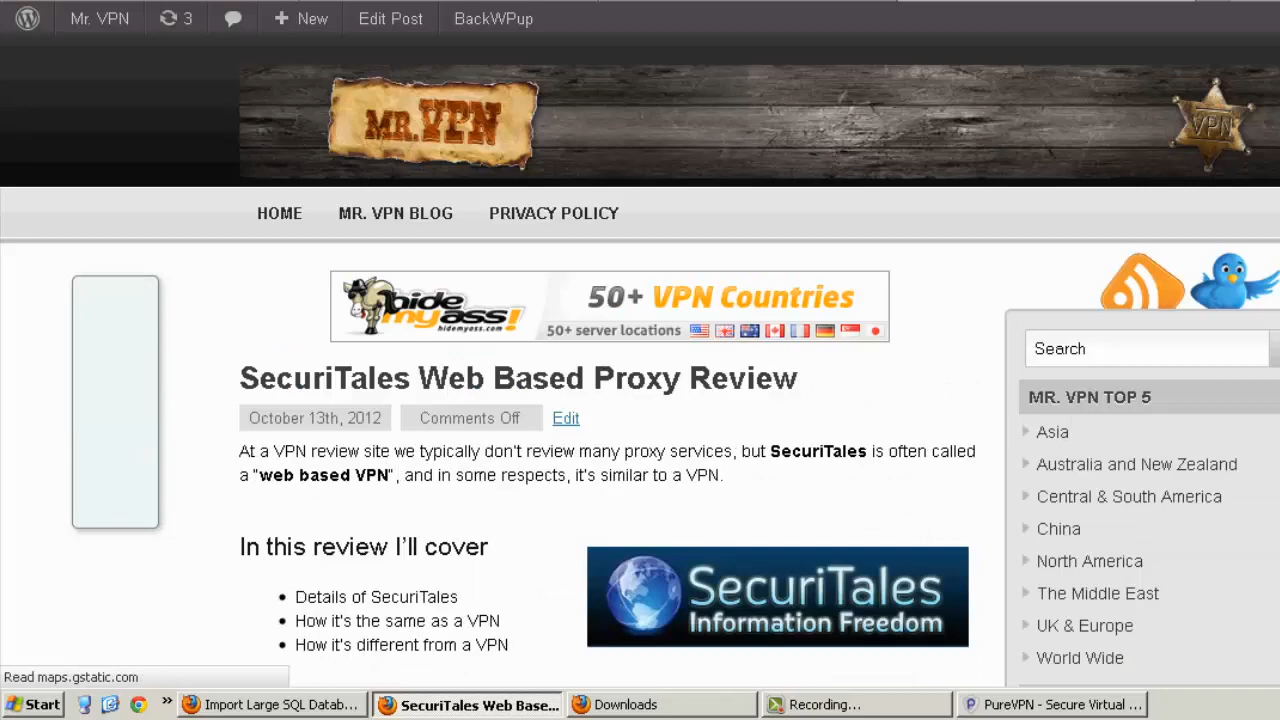 Mr. VPN 3 New Edit Post BackWPup
MR. VPN
VPN
HOME MR. VPN BLOG PRIVACY POLICY
hide my ass!
hidemyass.com
50+ VPN Countries
50+ server locations
SecuriTales Web Based Proxy Review
October 13th, 2012 Comments Off Edit
At a VPN review site we typically don't review many proxy services, but SecuriTales is often called
a "web based VPN", and in some respects, it's similar to a VPN.
In this review I'll cover
• Details of SecuriTales
• How it's the same as a VPN
• How it's different from a VPN
SecuriTales
Information Freedom
Search
MR. VPN TOP 5
Asia
Australia and New Zealand
Central & South America
China
North America
The Middle East
UK & Europe
World Wide
Read maps.gstatic.com
Start » Import Large SQL Datab... SecuriTales Web Base... Downloads Recording... PureVPN - Secure Virtual ...